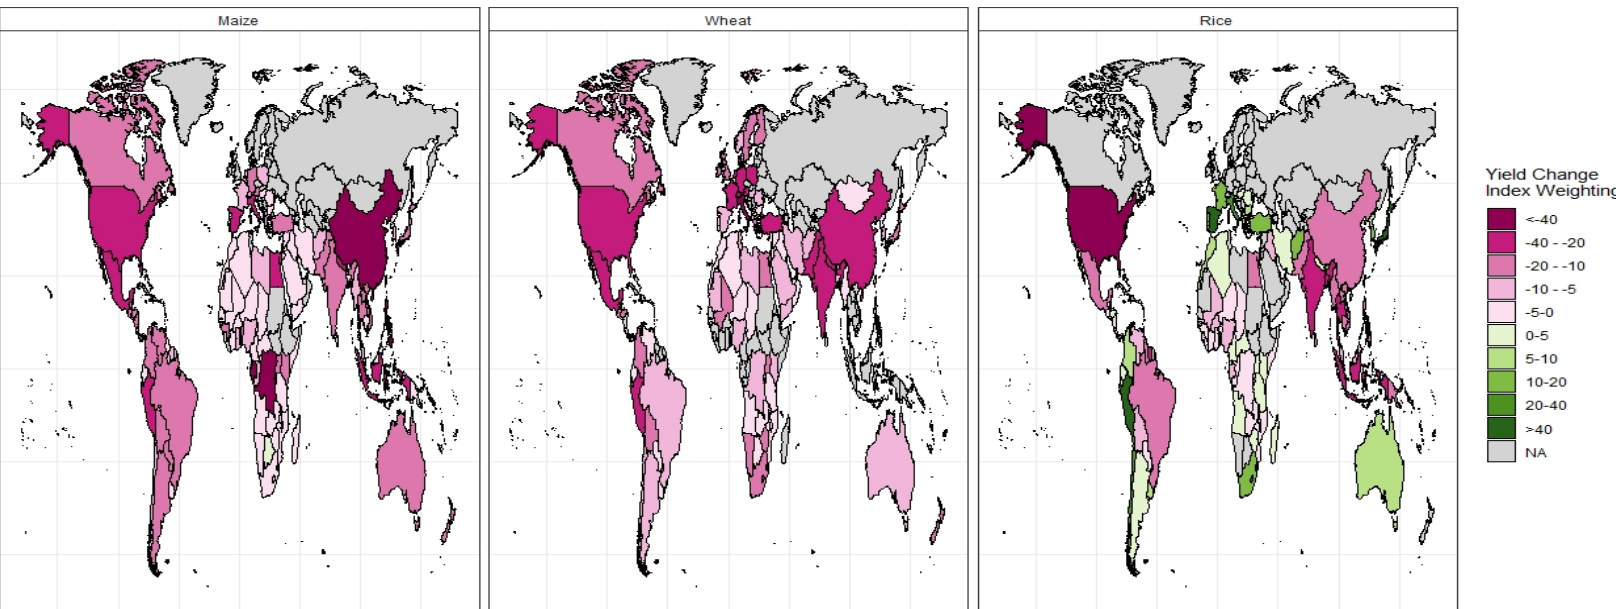 Maize
Wheat
Rice
Yield Change
Index Weighting
<-40
-40 - -20
-20 - -10
-10 - -5
-5-0
0-5
5-10
10-20
20-40
>40
NA